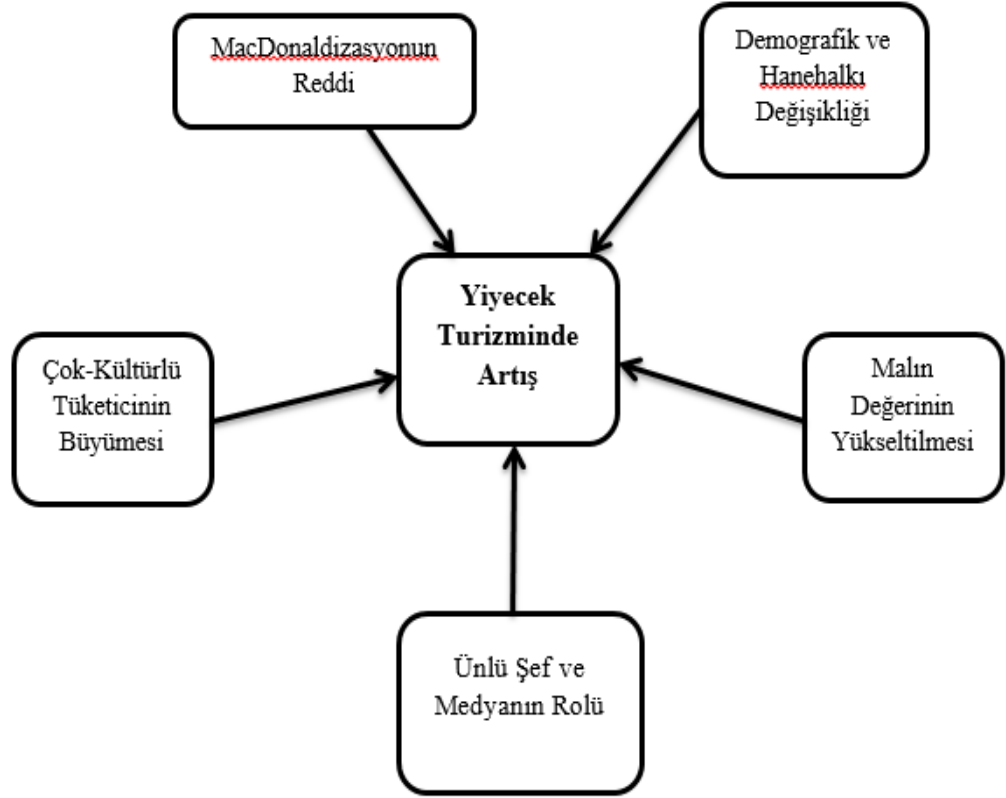 MacDonaldizasyonun
Reddi
Demografik ve
Hanehalkı
Değişikliği
Yiyecek
Turizminde
Artış
Çok-Kültürlü
Tüketicinin
Büyümesi
Malın
Değerinin
Yükseltilmesi
Ünlü Şef ve
Medyanın Rolü